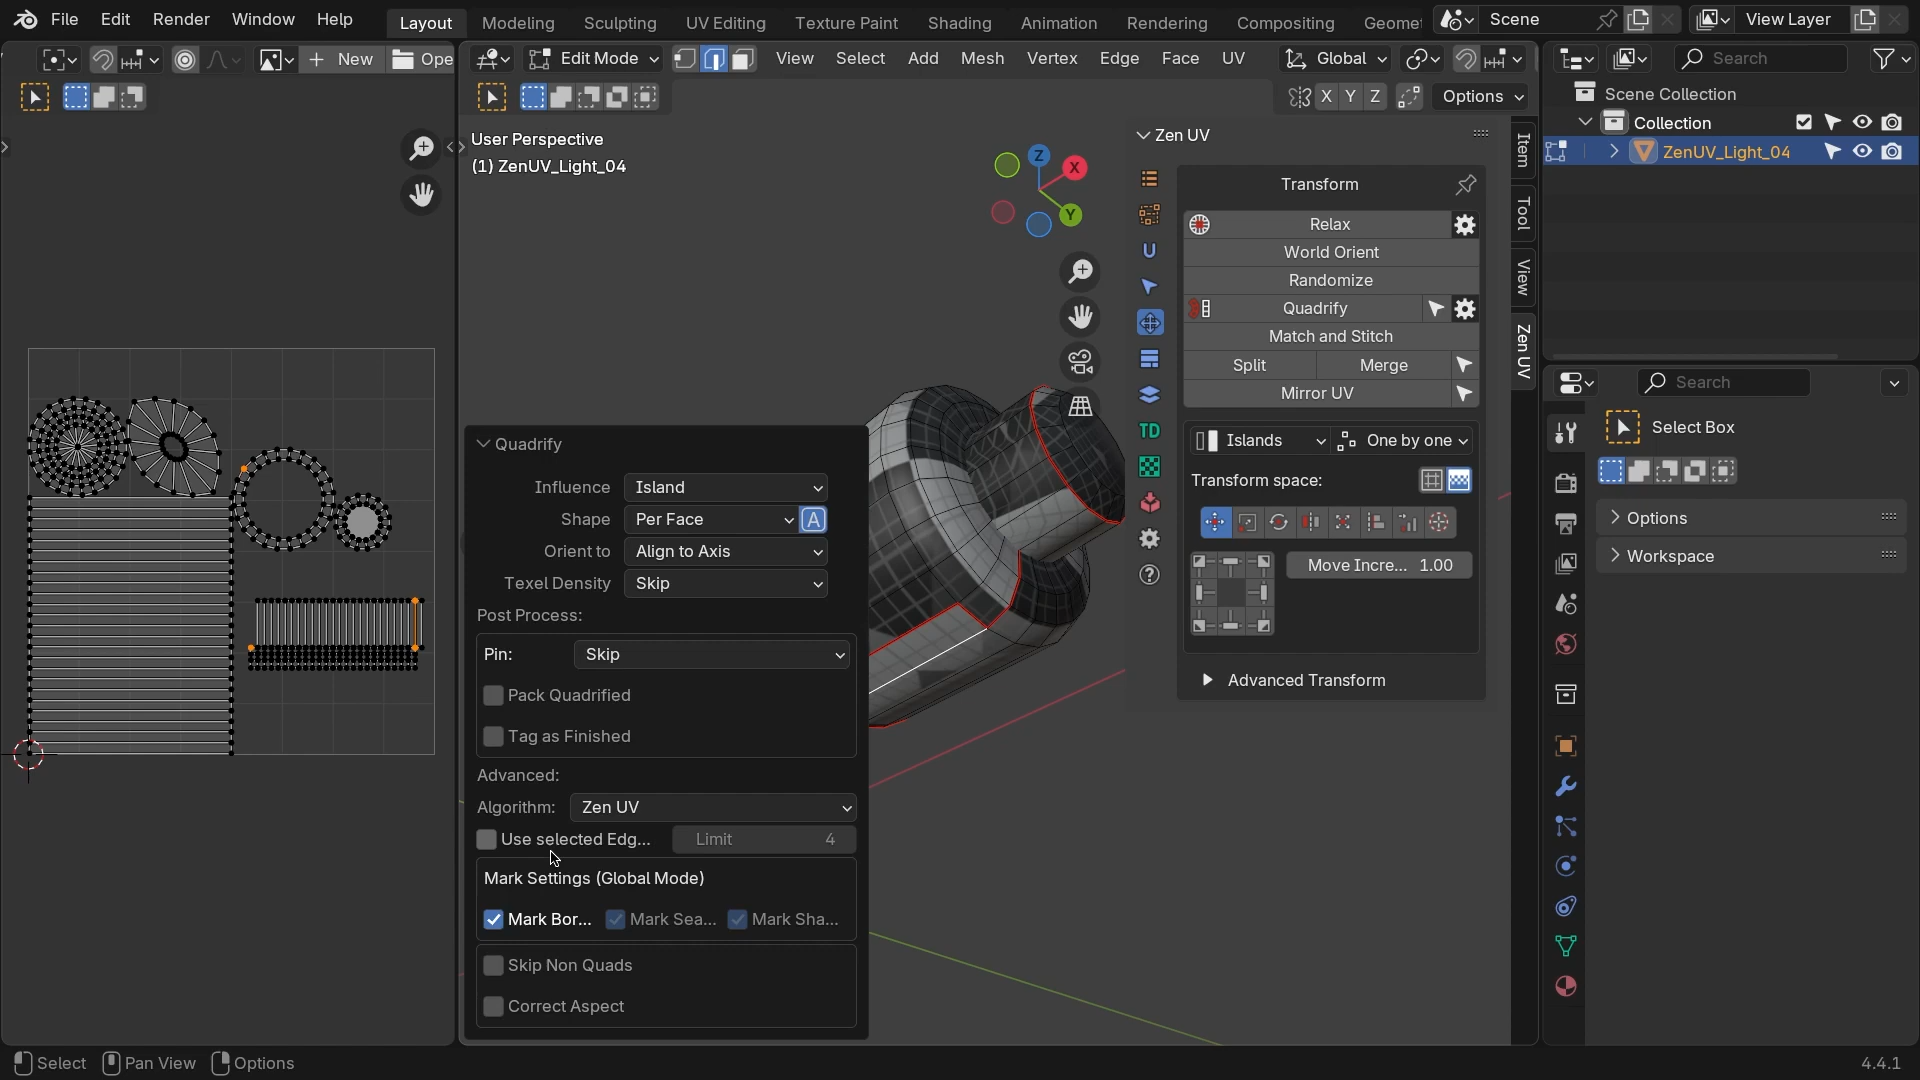 File Edit Render Window Help Layout Modeling Sculpting UV Editing Texture Paint Shading Animation Rendering Compositing Geomet Scene View Layer
New Ope Edit Mode View Select Add Mesh Vertex Edge Face UV Global Search
X Y Z Options
Scene Collection
Collection
ZenUV_Light_04
User Perspective
(1) ZenUV_Light_04
Z X Y
Zen UV
Transform
Relax
World Orient
Randomize
Quadrify
Match and Stitch
Split Merge
Mirror UV
Islands One by one
Transform space:
Move Incre... 1.00
Advanced Transform
TD
Item
Tool
View
Zen UV
Search
Select Box
Options
Workspace
Quadrify
Influence Island
Shape Per Face A
Orient to Align to Axis
Texel Density Skip
Post Process:
Pin: Skip
Pack Quadrified
Tag as Finished
Advanced:
Algorithm: Zen UV
Use selected Edg... Limit 4
Mark Settings (Global Mode)
Mark Bor... Mark Sea... Mark Sha...
Skip Non Quads
Correct Aspect
Select Pan View Options 4.4.1